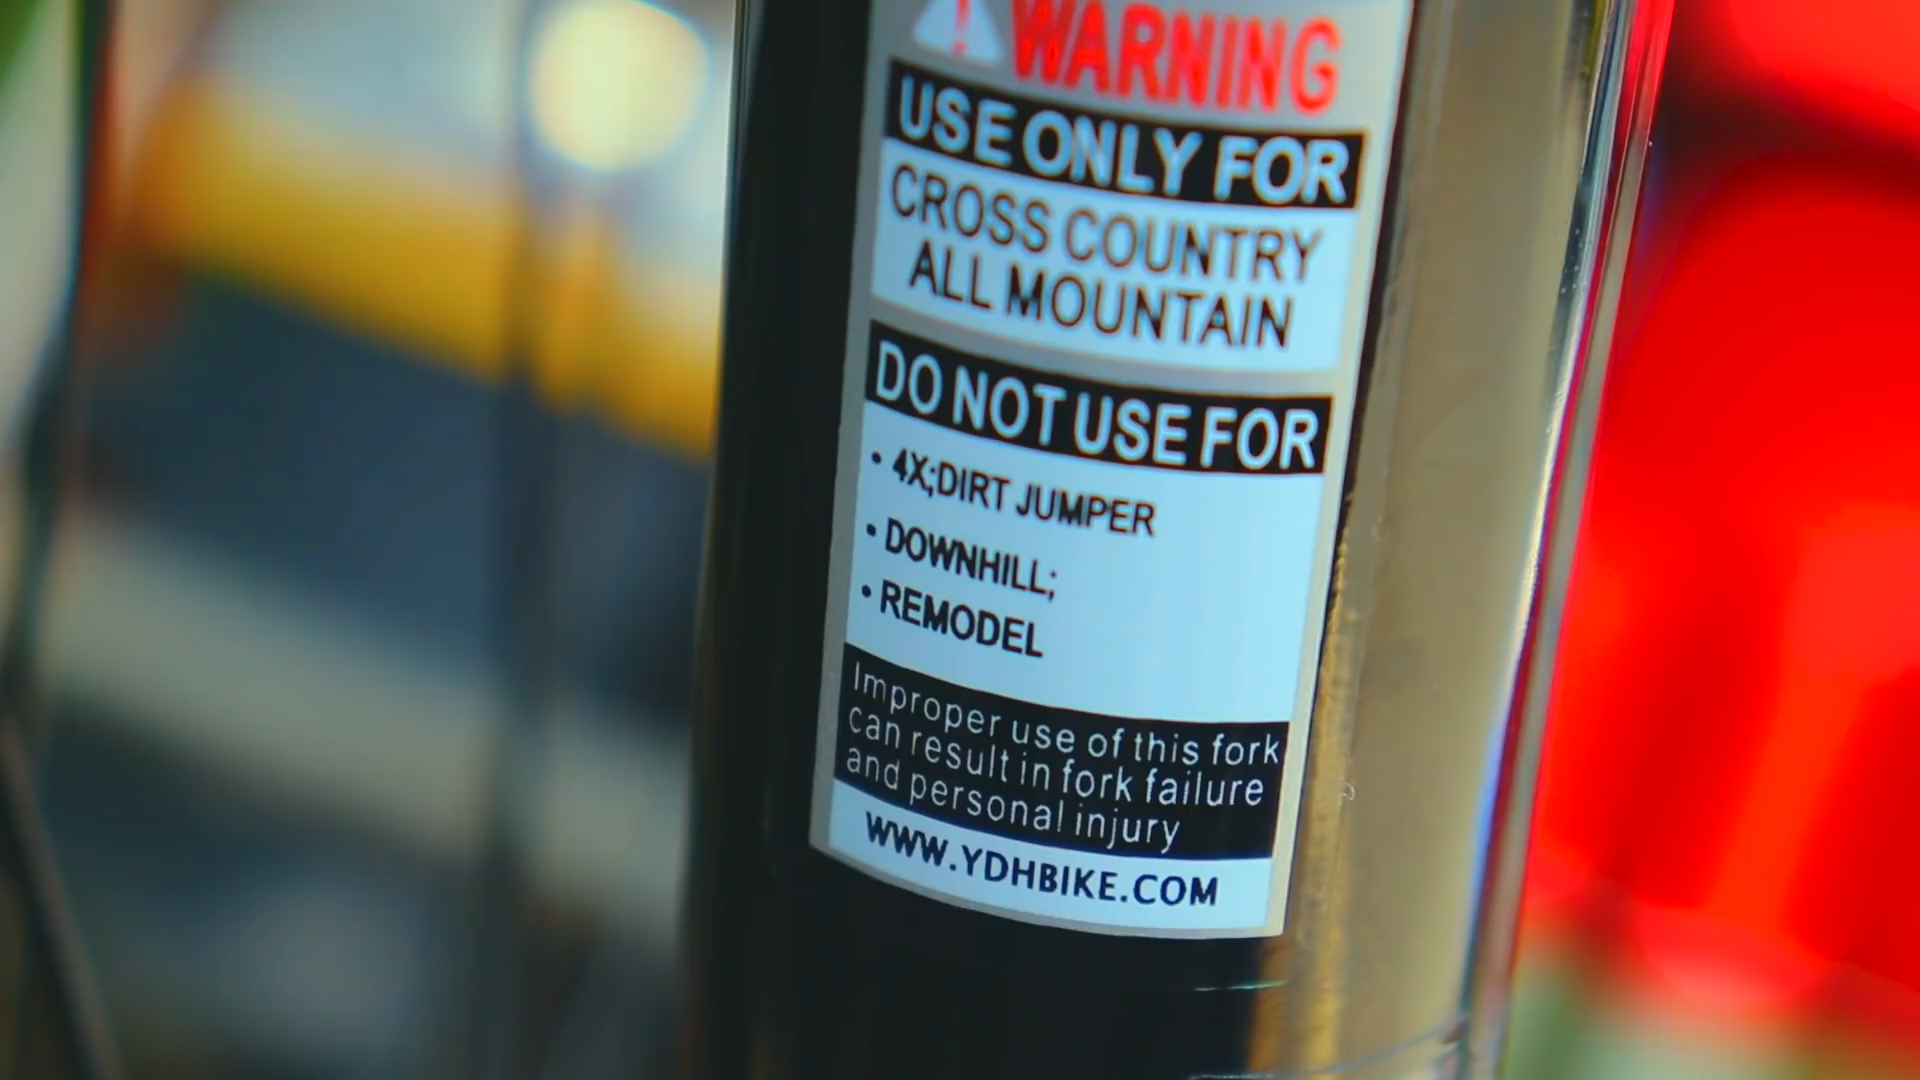 WARNING
USE ONLY FOR
CROSS COUNTRY
ALL MOUNTAIN
DO NOT USE FOR
• 4X;DIRT JUMPER
• DOWNHILL;
• REMODEL
Improper use of this fork
can result in fork failure
and personal injury
WWW.YDHBIKE.COM